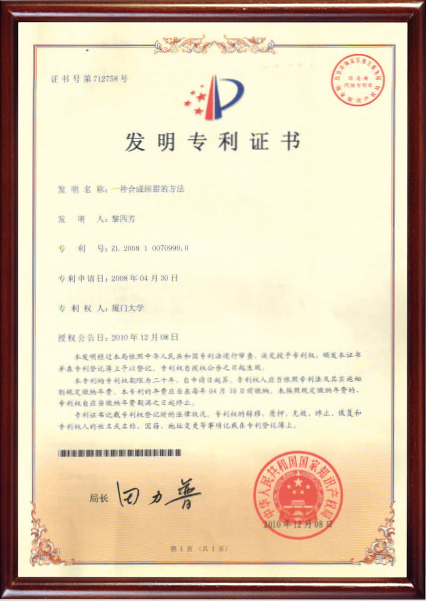 证书号第712758号
发明专利证书
发明名称:一种合成纽甜的方法
发明人:黎四芳
专利号:ZL 2008 1 0070990.0
专利申请日:2008年04月30日
专利权人:厦门大学
授权公告日:2010年12月08日
本发明经过本局依照中华人民共和国专利法进行审查,决定授予专利权,颁发本证书
并在专利登记簿上予以登记。专利权自授权公告之日起生效。
本专利的专利权期限为二十年,自申请日起算。专利权人应当依照专利法及其实施细
则规定缴纳年费。本专利的年费应当在每年04月30日前缴纳。未按照规定缴纳年费的,
专利权自应当缴纳年费期满之日起终止。
专利证书记载专利权登记时的法律状况。专利权的转移、质押、无效、终止、恢复和
专利权人的姓名或名称、国籍、地址变更等事项记载在专利登记簿上。
局长 田力普
中华人民共和国国家知识产权局
2010年12月08日
第1页(共1页)